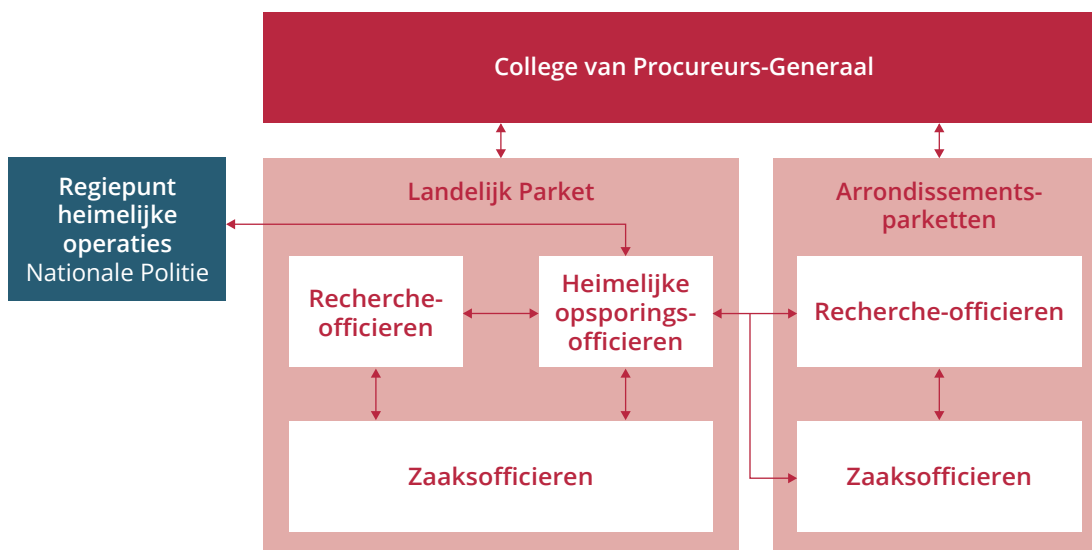 College van Procureurs-Generaal
Regiepunt
heimelijke
operaties
Nationale Politie
Landelijk Parket
Recherche-
officieren
Heimelijke
opsporings-
officieren
Zaaksofficieren
Arrondissements-
parketten
Recherche-officieren
Zaaksofficieren